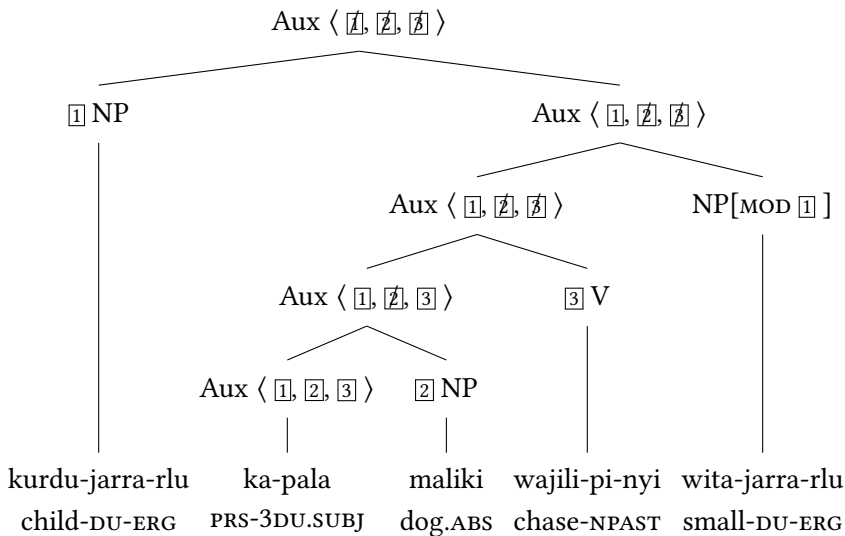 Aux ⟨ 1̸, 2̸, 3̸ ⟩
1 NP Aux ⟨ 1, 2̸, 3̸ ⟩
Aux ⟨ 1, 2̸, 3̸ ⟩ NP[MOD 1 ]
Aux ⟨ 1, 2̸, 3 ⟩ 3 V
Aux ⟨ 1, 2, 3 ⟩ 2 NP
kurdu-jarra-rlu ka-pala maliki wajili-pi-nyi wita-jarra-rlu
child-DU-ERG PRS-3DU.SUBJ dog.ABS chase-NPAST small-DU-ERG